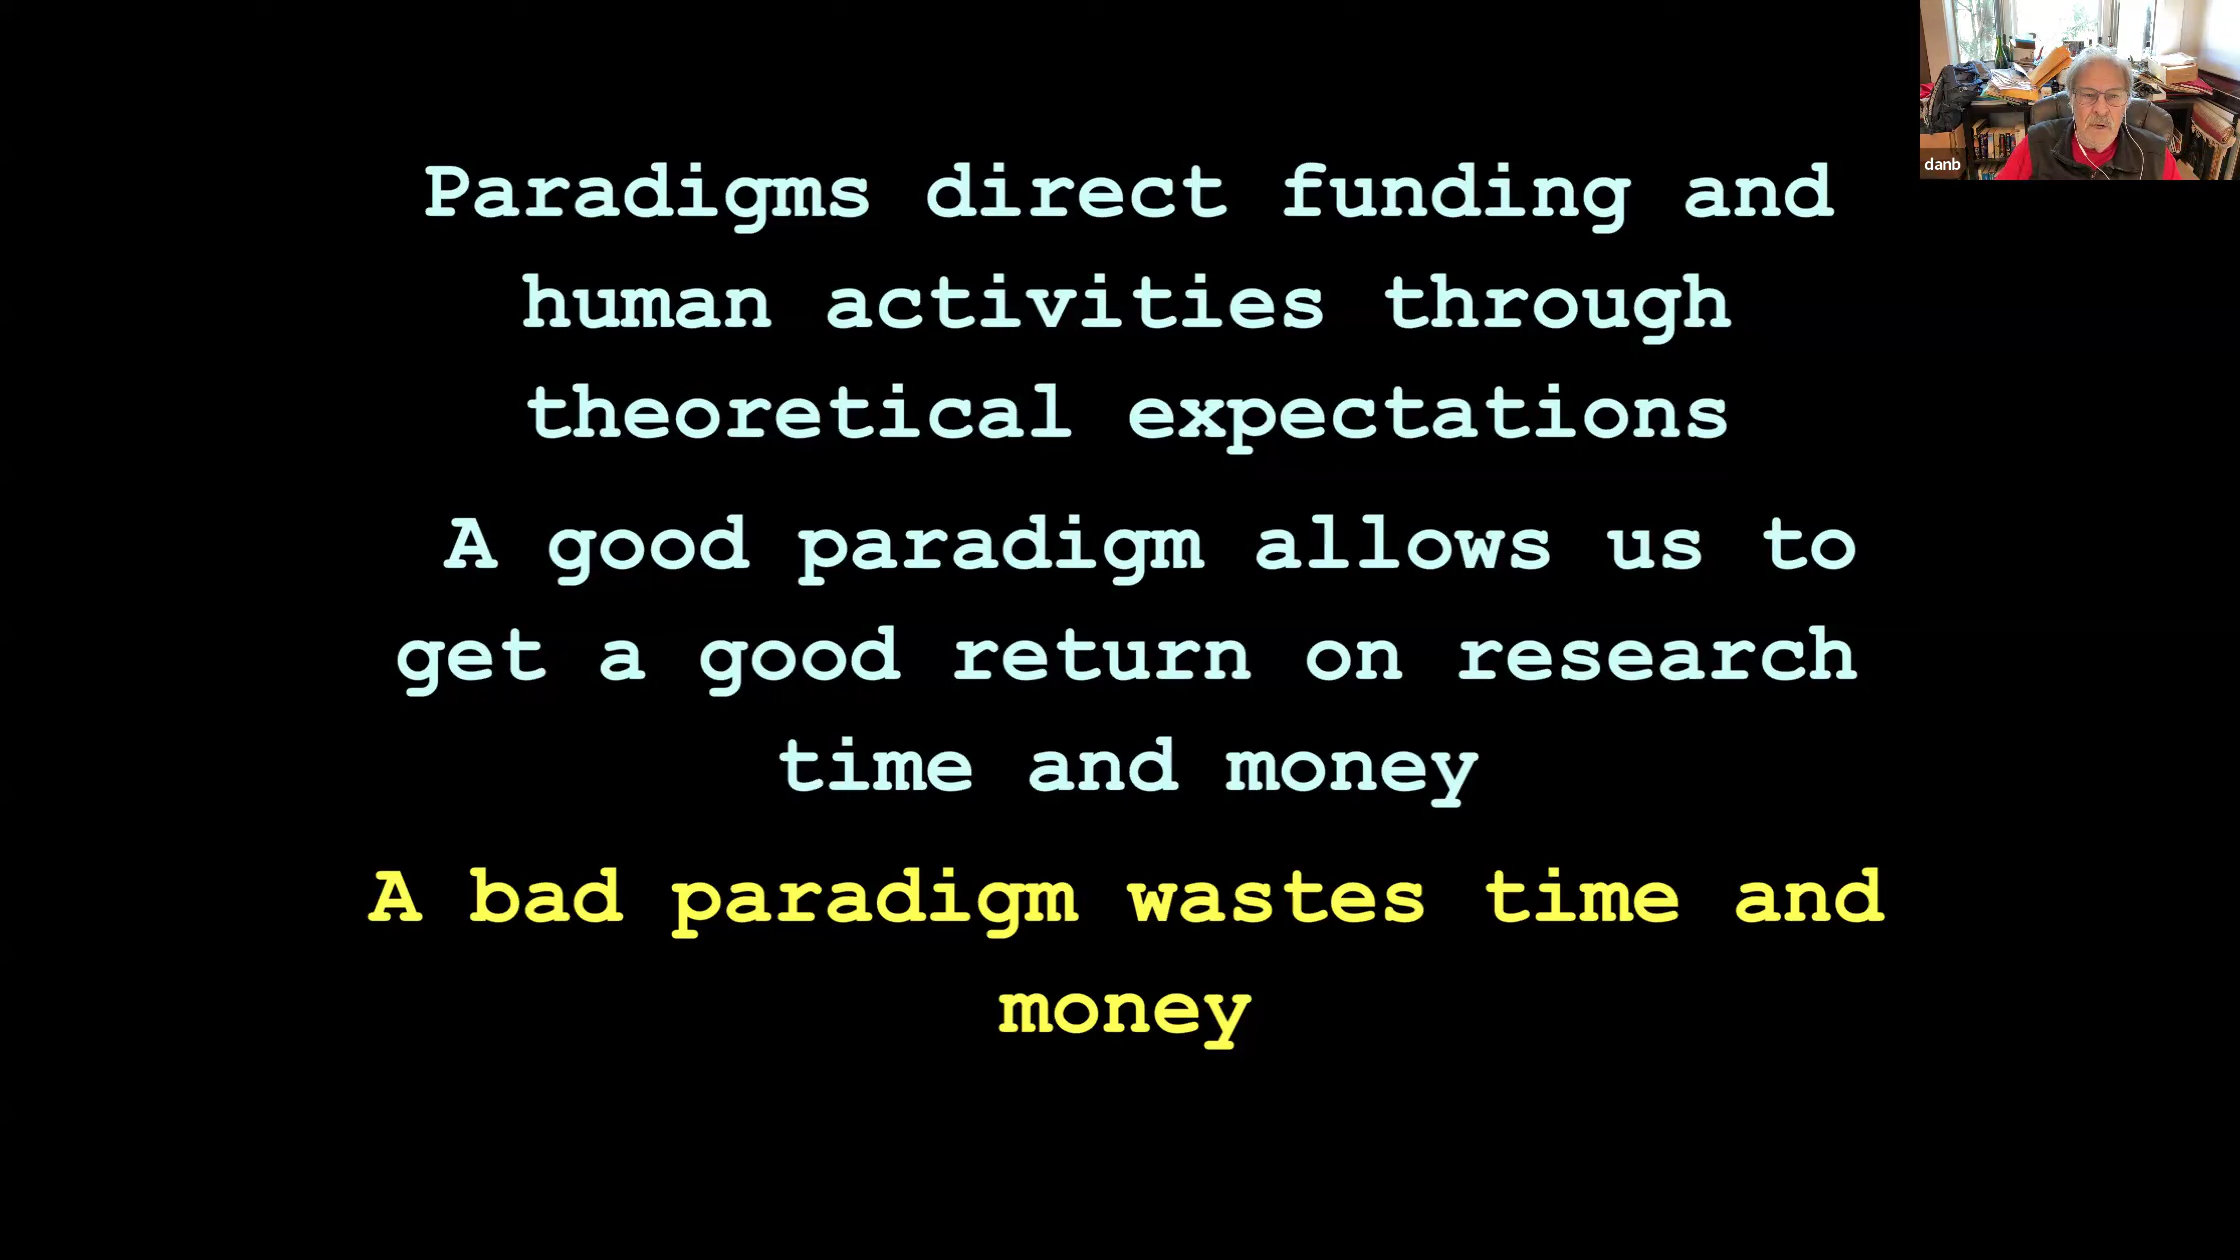 Paradigms direct funding and
human activities through
theoretical expectations
A good paradigm allows us to
get a good return on research
time and money
A bad paradigm wastes time and
money
danb